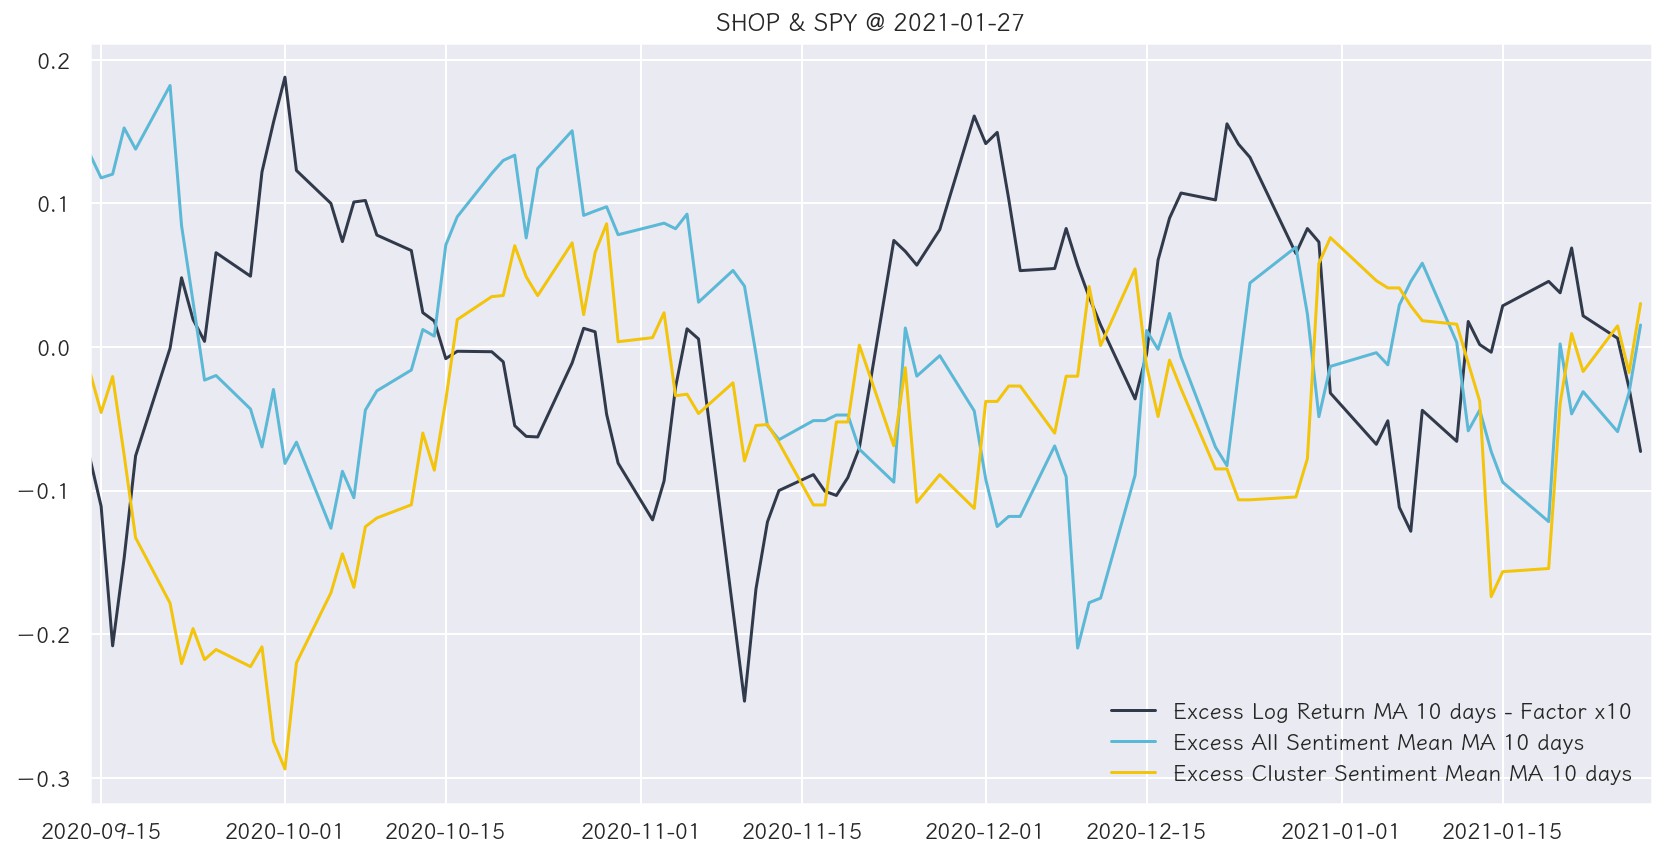 SHOP & SPY @ 2021-01-27
0.2
0.1
0.0
−0.1
−0.2
−0.3
Excess Log Return MA 10 days - Factor x10
Excess All Sentiment Mean MA 10 days
Excess Cluster Sentiment Mean MA 10 days
2020-09-15 2020-10-01 2020-10-15 2020-11-01 2020-11-15 2020-12-01 2020-12-15 2021-01-01 2021-01-15